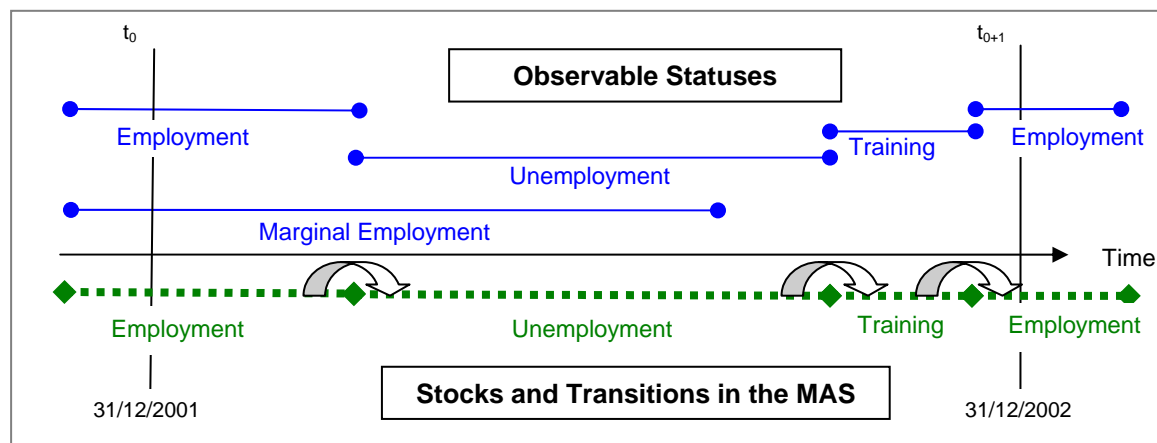 t0 t0+1
Observable Statuses
Employment Training Employment
Unemployment
Marginal Employment
Time
Employment Unemployment Training Employment
Stocks and Transitions in the MAS
31/12/2001 31/12/2002